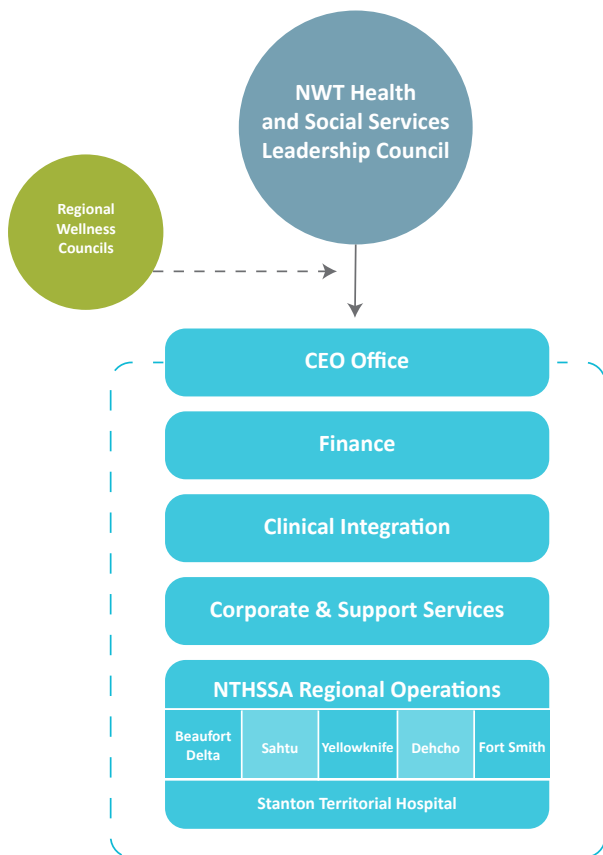 NWT Health
and Social Services
Leadership Council
Regional
Wellness
Councils
CEO Office
Finance
Clinical Integration
Corporate & Support Services
NTHSSA Regional Operations
Beaufort
Delta
Sahtu
Yellowknife
Dehcho
Fort Smith
Stanton Territorial Hospital